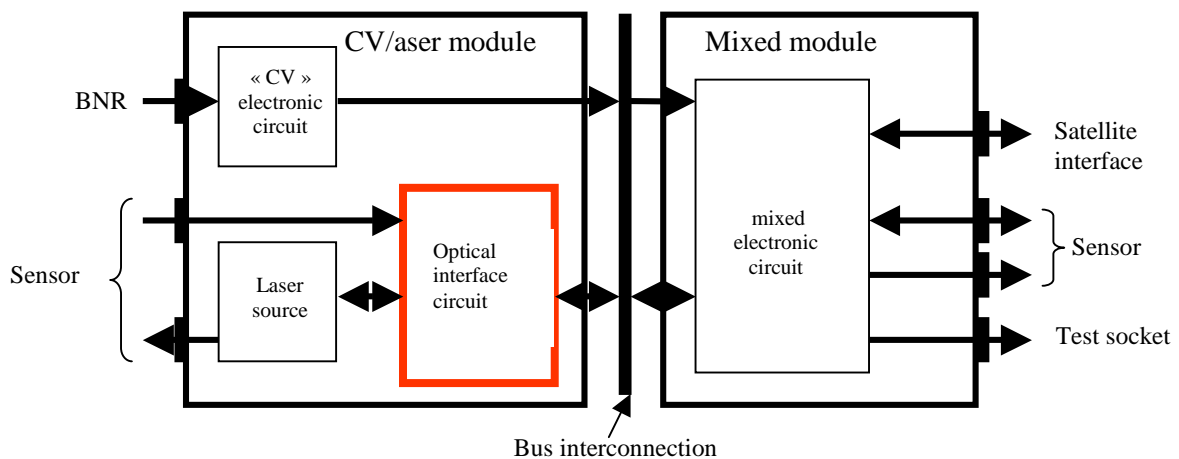 CV/aser module
Mixed module
« CV »
electronic
circuit
BNR
Satellite
interface
mixed
electronic
circuit
Optical
interface
circuit
Sensor
Laser
source
Sensor
Test socket
Bus interconnection